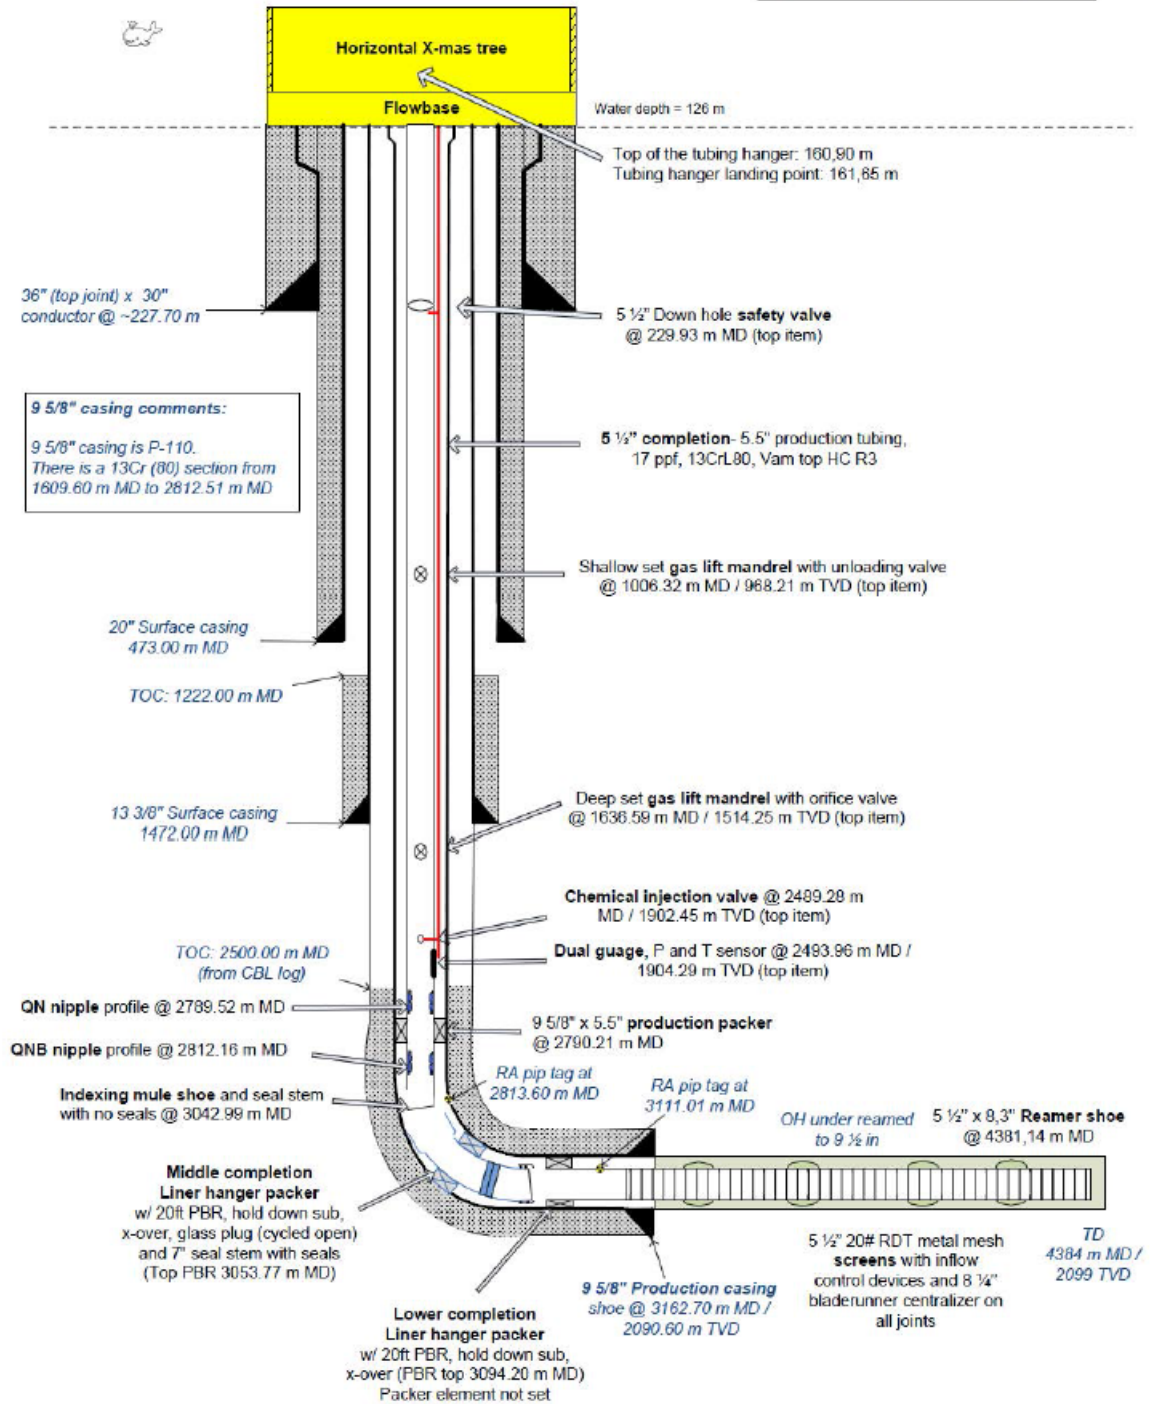 Horizontal X-mas tree
Flowbase
Water depth = 126 m
Top of the tubing hanger: 160,90 m
Tubing hanger landing point: 161,65 m
36" (top joint) x 30"
conductor @ ~227.70 m
5 ½" Down hole safety valve
@ 229.93 m MD (top item)
9 5/8" casing comments:
9 5/8" casing is P-110.
There is a 13Cr (80) section from
1609.60 m MD to 2812.51 m MD
5 ½" completion- 5.5" production tubing,
17 ppf, 13CrL80, Vam top HC R3
Shallow set gas lift mandrel with unloading valve
@ 1006.32 m MD / 968.21 m TVD (top item)
20" Surface casing
473.00 m MD
TOC: 1222.00 m MD
13 3/8" Surface casing
1472.00 m MD
Deep set gas lift mandrel with orifice valve
@ 1636.59 m MD / 1514.25 m TVD (top item)
Chemical injection valve @ 2489.28 m
MD / 1902.45 m TVD (top item)
TOC: 2500.00 m MD
(from CBL log)
Dual guage, P and T sensor @ 2493.96 m MD /
1904.29 m TVD (top item)
QN nipple profile @ 2789.52 m MD
9 5/8" x 5.5" production packer
@ 2790.21 m MD
QNB nipple profile @ 2812.16 m MD
RA pip tag at
2813.60 m MD
RA pip tag at
3111.01 m MD
Indexing mule shoe and seal stem
with no seals @ 3042.99 m MD
OH under reamed
to 9 ½ in
5 ½" x 8,3" Reamer shoe
@ 4381,14 m MD
Middle completion
Liner hanger packer
w/ 20ft PBR, hold down sub,
x-over, glass plug (cycled open)
and 7" seal stem with seals
(Top PBR 3053.77 m MD)
5 ½" 20# RDT metal mesh
screens with inflow
control devices and 8 ¼"
bladerunner centralizer on
all joints
TD
4384 m MD /
2099 TVD
9 5/8" Production casing
shoe @ 3162.70 m MD /
2090.60 m TVD
Lower completion
Liner hanger packer
w/ 20ft PBR, hold down sub,
x-over (PBR top 3094.20 m MD)
Packer element not set